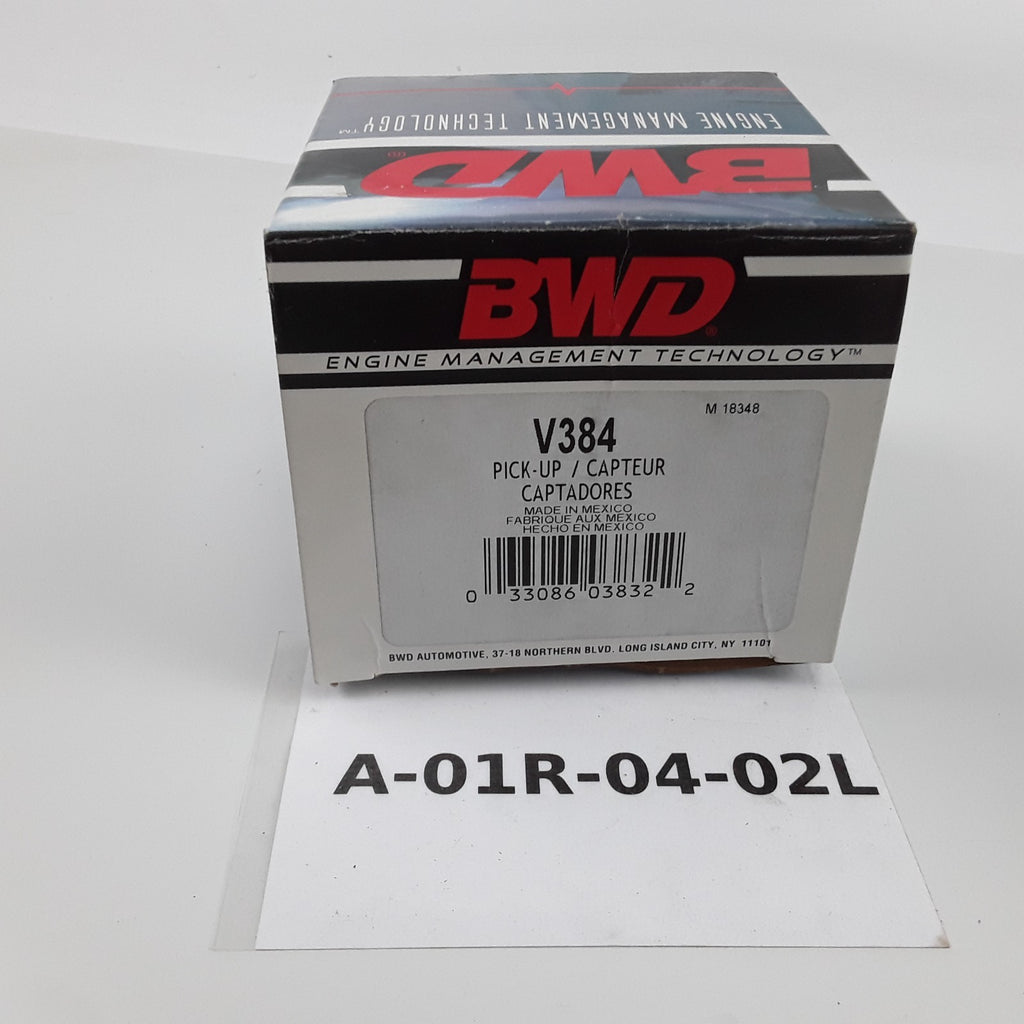 ENGINE MANAGEMENT TECHNOLOGY™
BWD®
BWD®
ENGINE MANAGEMENT TECHNOLOGY™
M 18348
V384
PICK-UP / CAPTEUR
CAPTADORES
MADE IN MEXICO
FABRIQUE AUX MEXICO
HECHO EN MEXICO
0 33086 03832 2
BWD AUTOMOTIVE, 37-18 NORTHERN BLVD. LONG ISLAND CITY, NY 11101
A-01R-04-02L